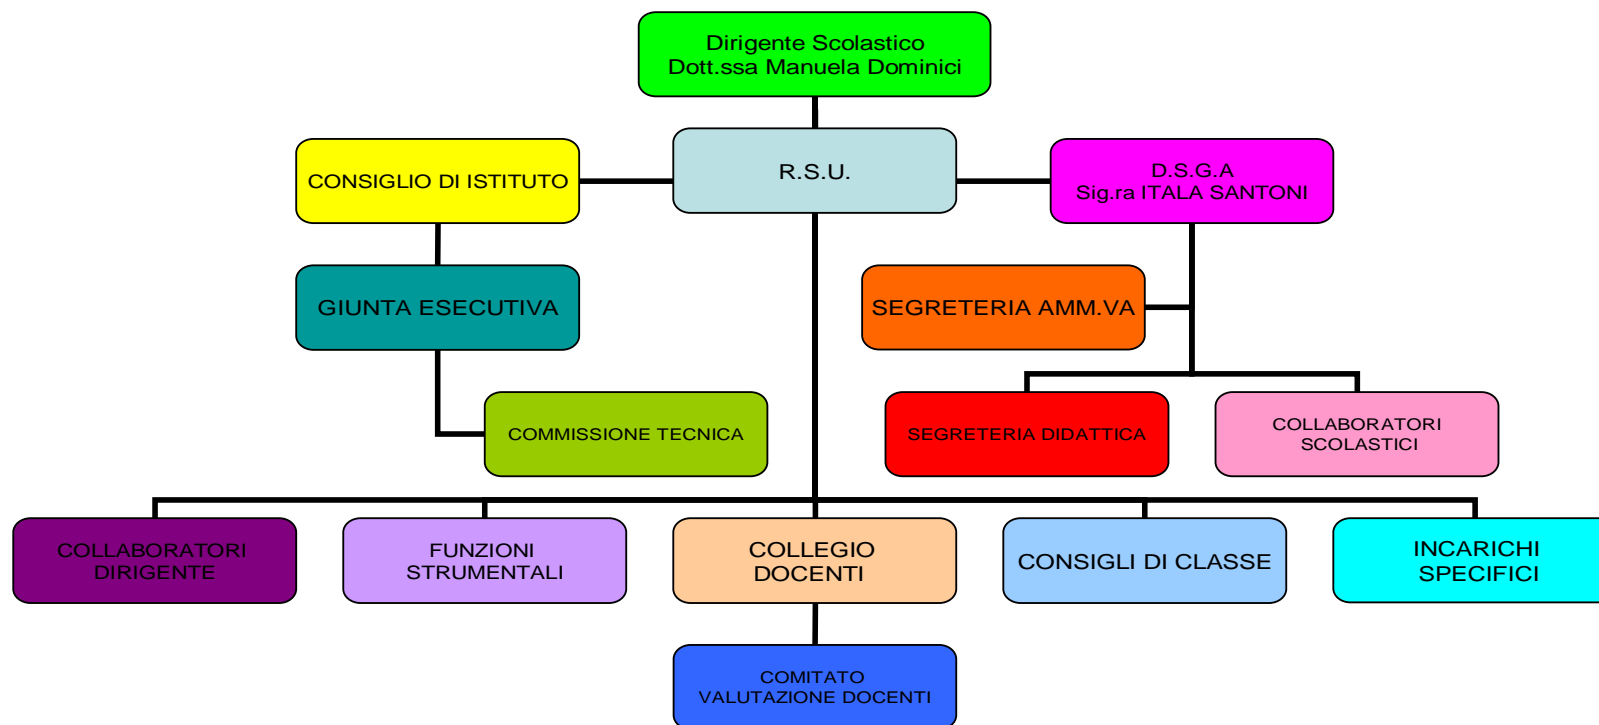 Dirigente Scolastico
Dott.ssa Manuela Dominici
CONSIGLIO DI ISTITUTO
R.S.U.
D.S.G.A
Sig.ra ITALA SANTONI
GIUNTA ESECUTIVA
SEGRETERIA AMM.VA
COMMISSIONE TECNICA
SEGRETERIA DIDATTICA
COLLABORATORI
SCOLASTICI
COLLABORATORI
DIRIGENTE
FUNZIONI
STRUMENTALI
COLLEGIO
DOCENTI
CONSIGLI DI CLASSE
INCARICHI
SPECIFICI
COMITATO
VALUTAZIONE DOCENTI